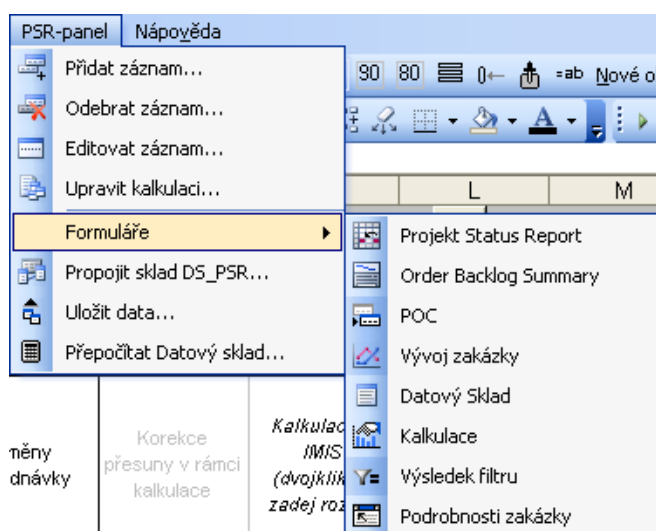 PSR-panel Nápověda
Přidat záznam... 90 80 =ab Nové o
Odebrat záznam... A
Editovat záznam...
Upravit kalkulaci... L M
Formuláře Projekt Status Report
Propojit sklad DS_PSR... Order Backlog Summary
Uložit data... POC
Přepočítat Datový sklad... Vývoj zakázky
Datový Sklad
Kalkulace
Výsledek filtru
Podrobnosti zakázky
měny
dnávky
Korekce
přesuny v rámci
kalkulace
Kalkulac
IMIS
(dvojklik
zadej roz